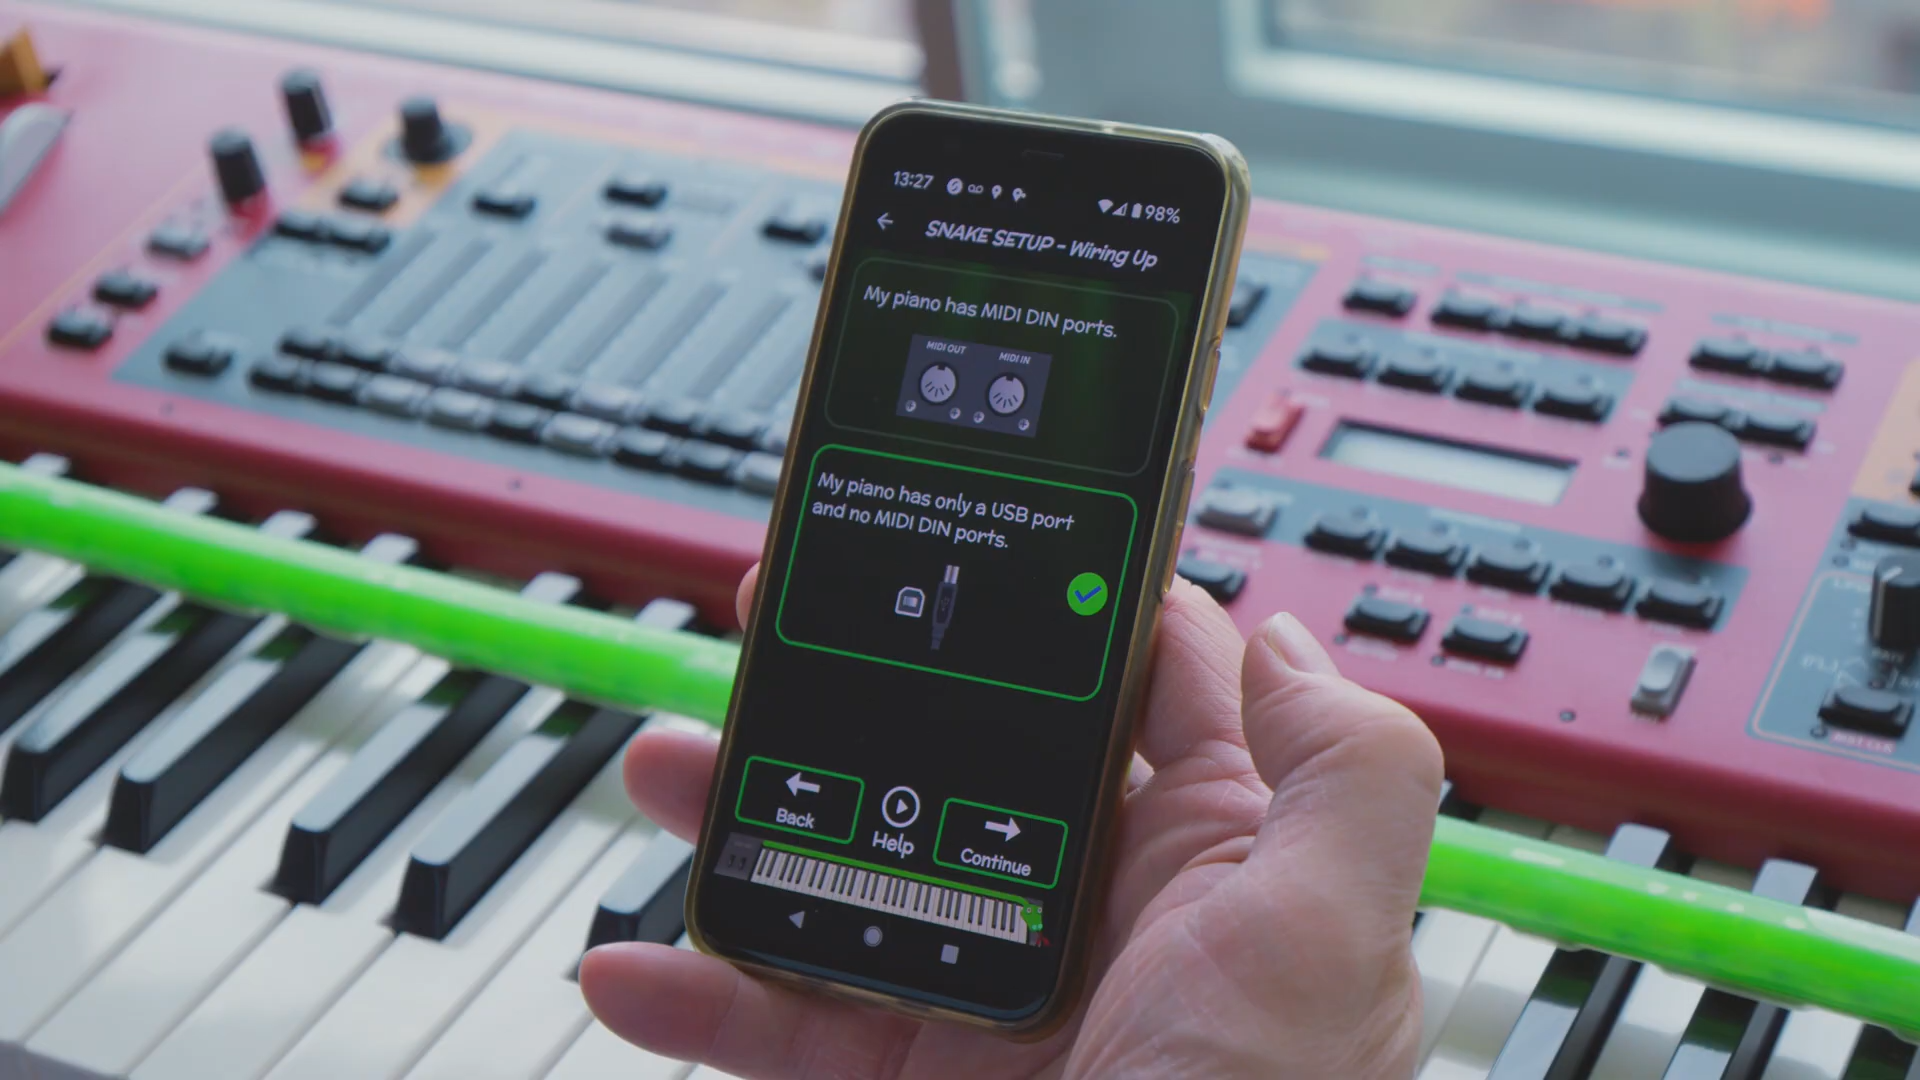 13:27
98%
SNAKE SETUP - Wiring Up
My piano has MIDI DIN ports.
MIDI OUT
MIDI IN
My piano has only a USB port
and no MIDI DIN ports.
Back
Help
Continue